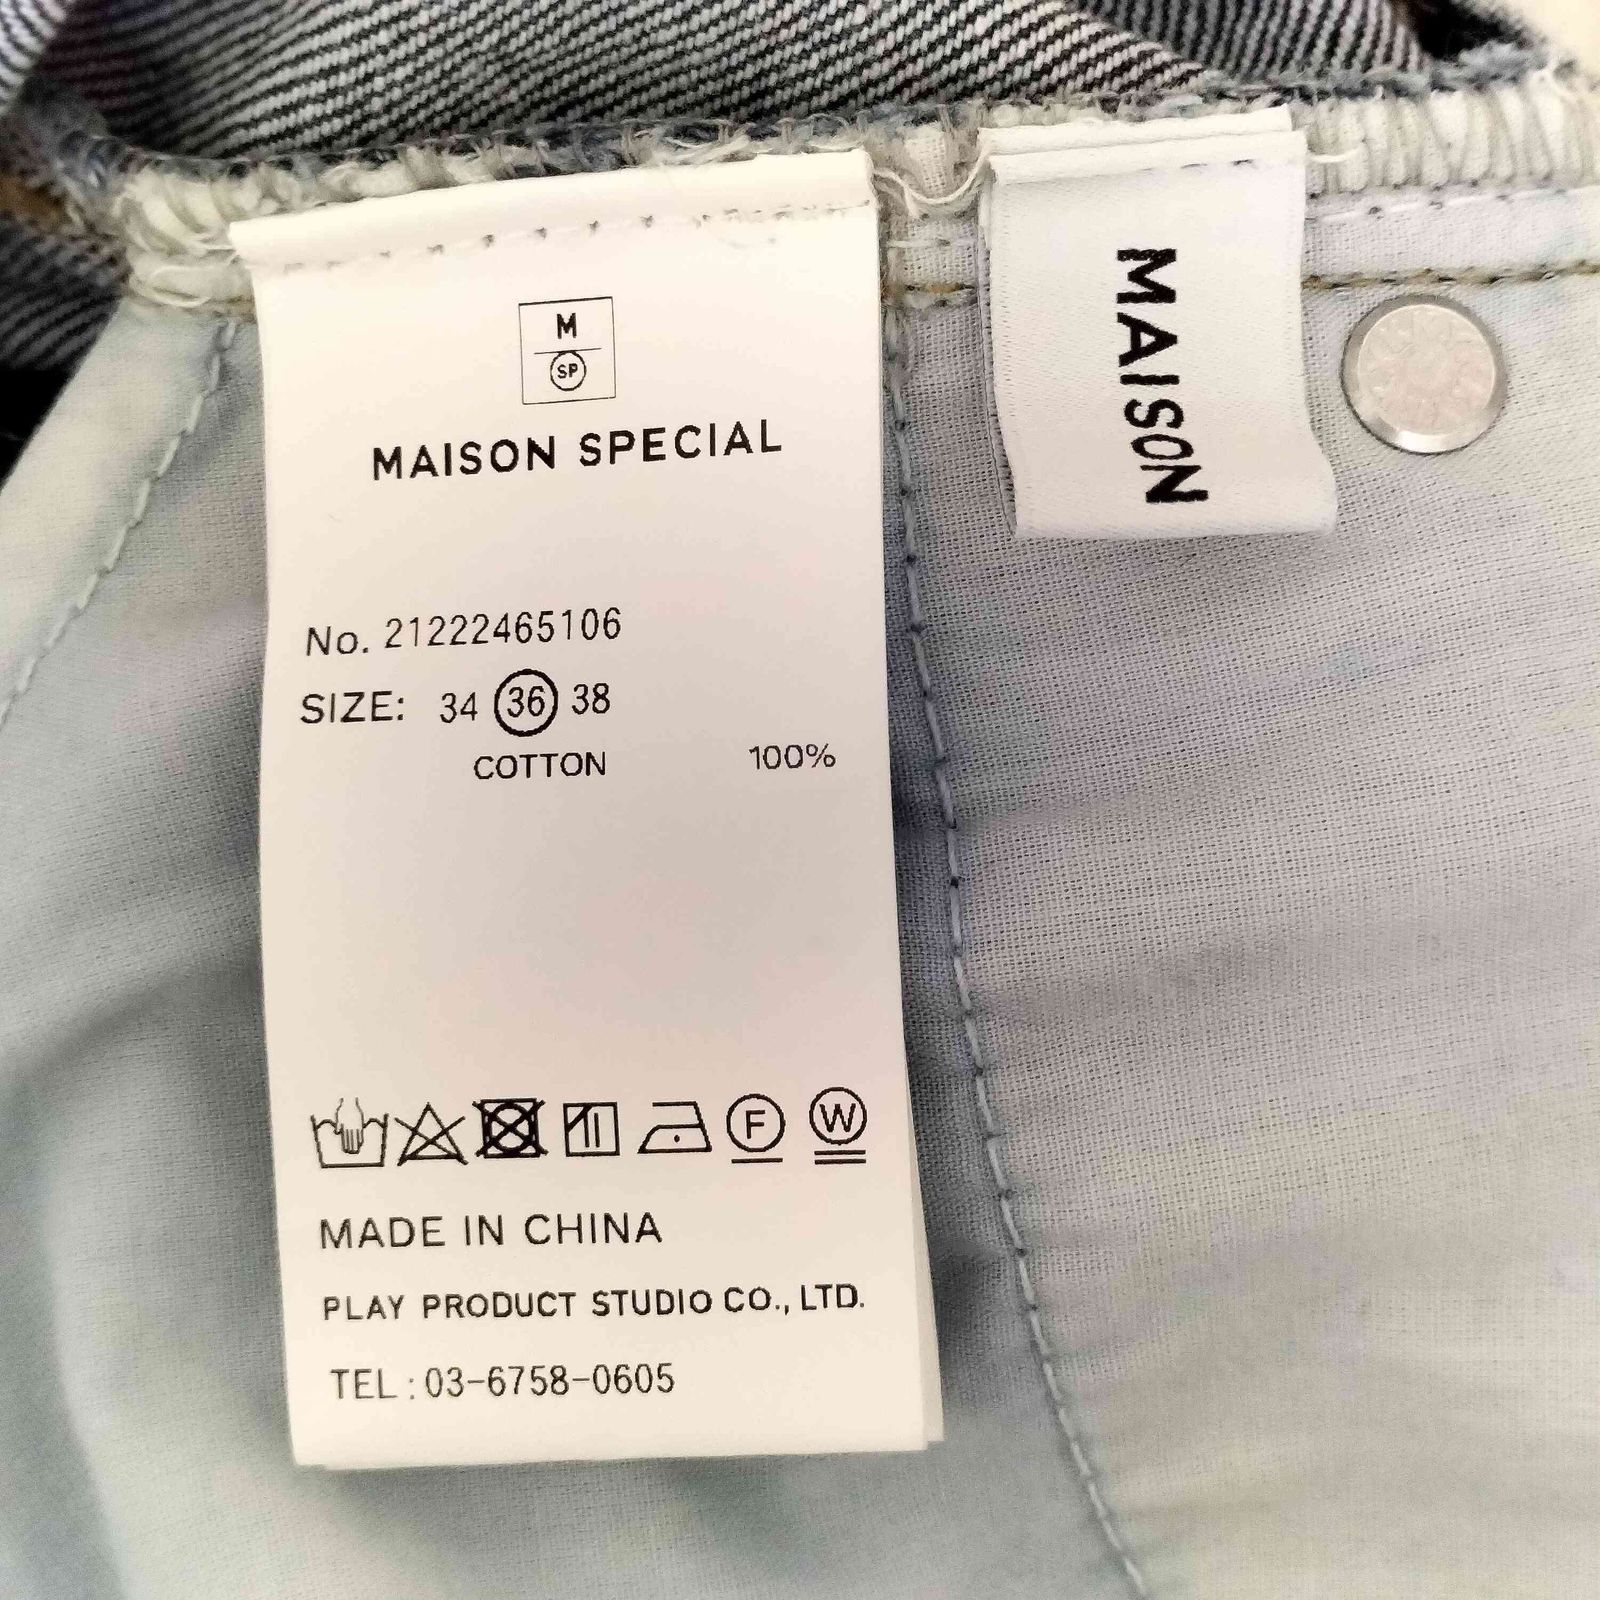 M
SP
MAISON SPECIAL
No. 21222465106
SIZE: 34 36 38
COTTON 100%
F W
MADE IN CHINA
PLAY PRODUCT STUDIO CO., LTD.
TEL : 03-6758-0605
MAISON